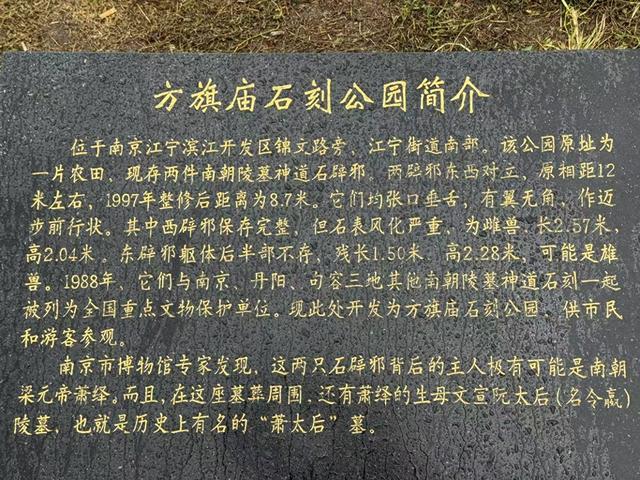 方旗庙石刻公园简介
位于南京江宁滨江开发区锦文路旁、江宁街道南部。该公园原址为
一片农田，现存两件南朝陵墓神道石辟邪。两辟邪东西对立，原相距12
米左右，1997年整修后距离为8.7米。它们均张口垂舌，有翼无角，作迈
步前行状。其中西辟邪保存完整，但石表风化严重，为雌兽，长2.57米，
高2.04米。东辟邪躯体后半部不存，残长1.50米，高2.28米，可能是雄
兽。1988年，它们与南京、丹阳、句容三地其他南朝陵墓神道石刻一起
被列为全国重点文物保护单位。现此处开发为方旗庙石刻公园，供市民
和游客参观。
南京市博物馆专家发现，这两只石辟邪背后的主人极有可能是南朝
梁元帝萧绎。而且，在这座墓葬周围，还有萧绎的生母文宣阮太后（名令嬴）
陵墓，也就是历史上有名的“萧太后”墓。